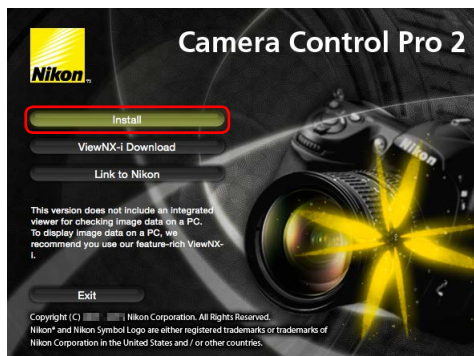 Camera Control Pro 2
Nikon
Install
ViewNX-i Download
Link to Nikon
This version does not include an integrated
viewer for checking image data on a PC.
To display image data on a PC, we
recommend you use our feature-rich ViewNX-
i.
Exit
Copyright (C) Nikon Corporation. All Rights Reserved.
Nikon® and Nikon Symbol Logo are either registered trademarks or trademarks of
Nikon Corporation in the United States and / or other countries.
Nikon